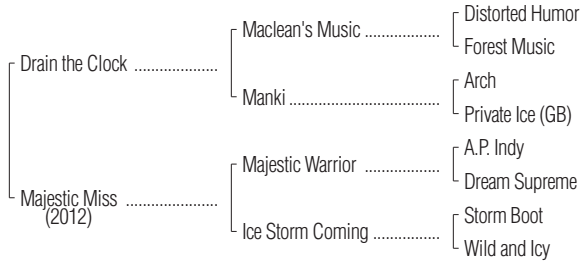 Distorted Humor
Maclean's Music ..................
Forest Music
Drain the Clock ....................
Arch
Manki ....................................
Private Ice (GB)
A.P. Indy
Majestic Warrior ..................
Dream Supreme
Majestic Miss ......................
(2012)
Storm Boot
Ice Storm Coming ................
Wild and Icy